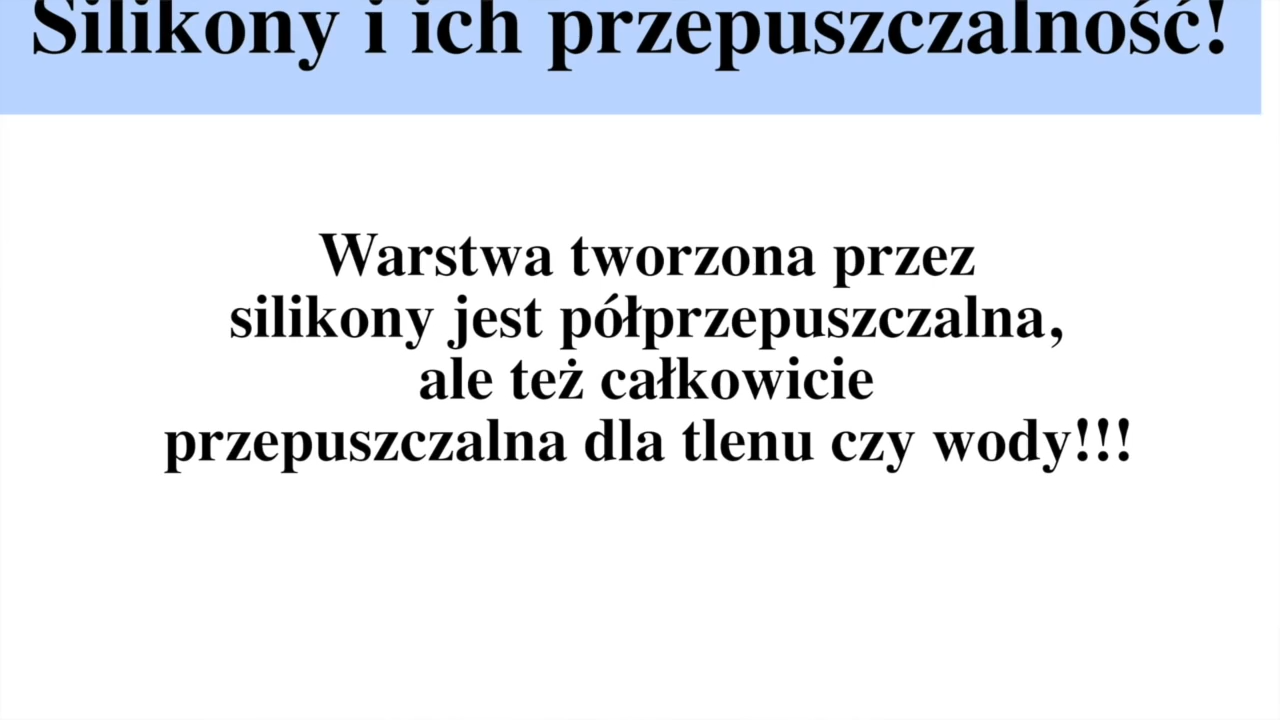 Silikony i ich przepuszczalność!
Warstwa tworzona przez
silikony jest półprzepuszczalna,
ale też całkowicie
przepuszczalna dla tlenu czy wody!!!